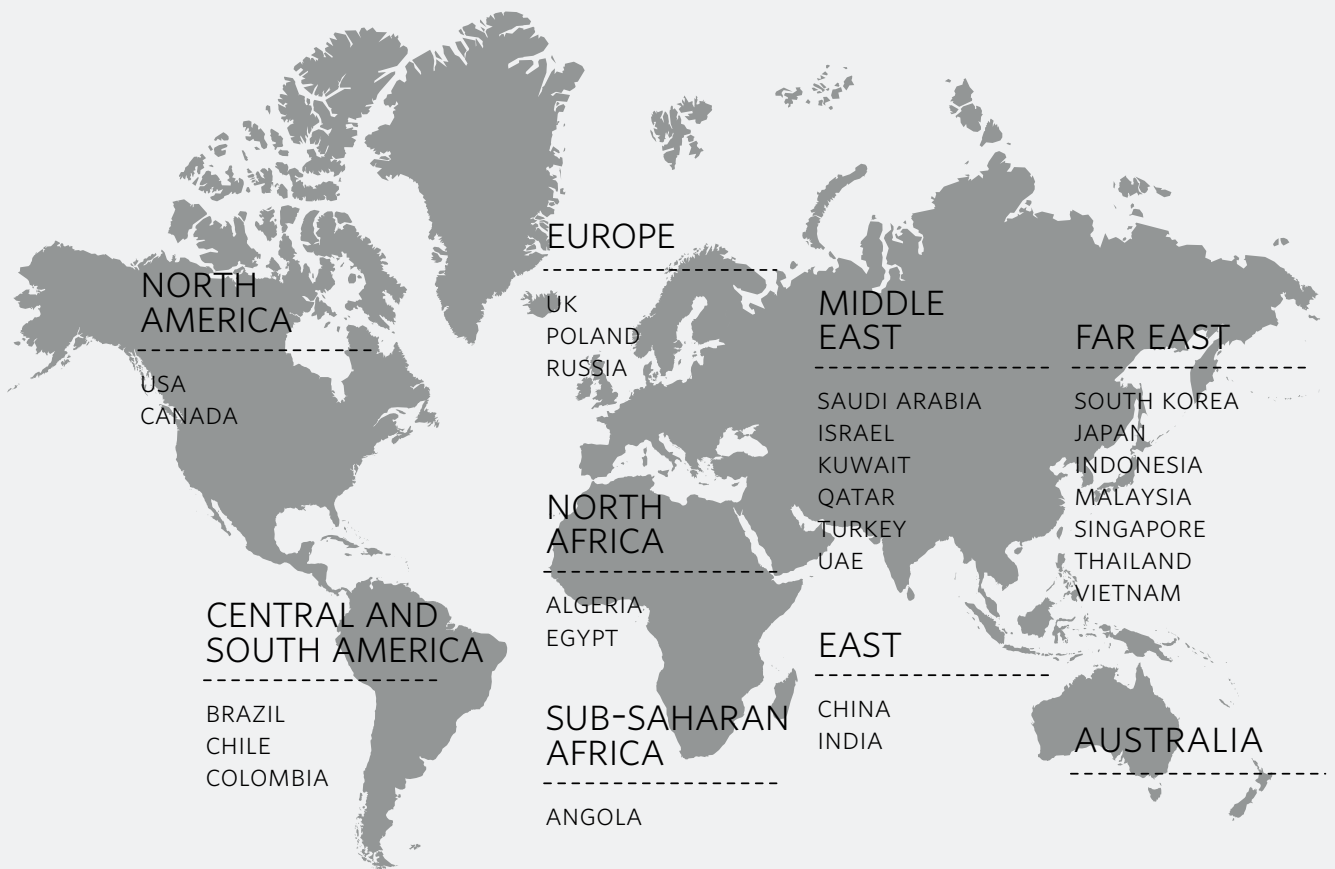 NORTH
AMERICA
USA
CANADA
CENTRAL AND
SOUTH AMERICA
BRAZIL
CHILE
COLOMBIA
EUROPE
UK
POLAND
RUSSIA
NORTH
AFRICA
ALGERIA
EGYPT
SUB-SAHARAN
AFRICA
ANGOLA
MIDDLE
EAST
SAUDI ARABIA
ISRAEL
KUWAIT
QATAR
TURKEY
UAE
EAST
CHINA
INDIA
FAR EAST
SOUTH KOREA
JAPAN
INDONESIA
MALAYSIA
SINGAPORE
THAILAND
VIETNAM
AUSTRALIA